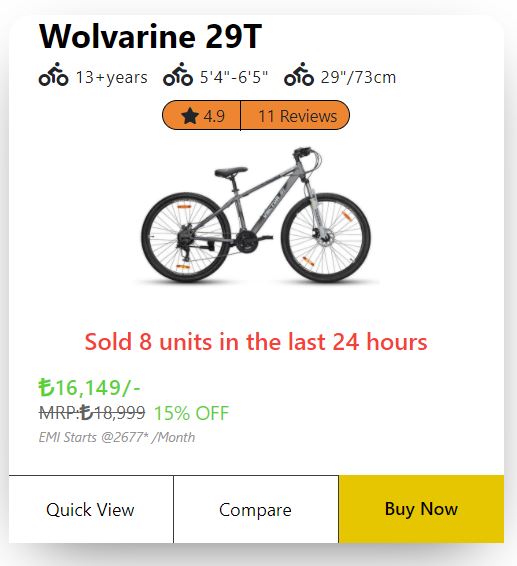 Wolvarine 29T
13+years 5'4"-6'5" 29"/73cm
★ 4.9 11 Reviews
Sold 8 units in the last 24 hours
₺16,149/-
MRP:₺18,999 15% OFF
EMI Starts @2677* /Month
Quick View Compare Buy Now